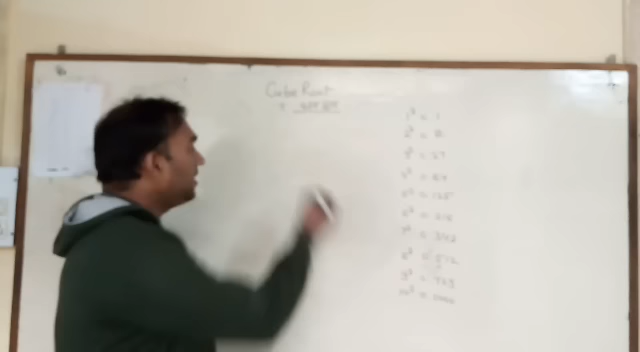 Cube Root
1³ = 1
2³ = 8
3³ = 27
4³ = 64
5³ = 125
6³ = 216
7³ = 343
8³ = 512
9³ = 729
10³ = 1000